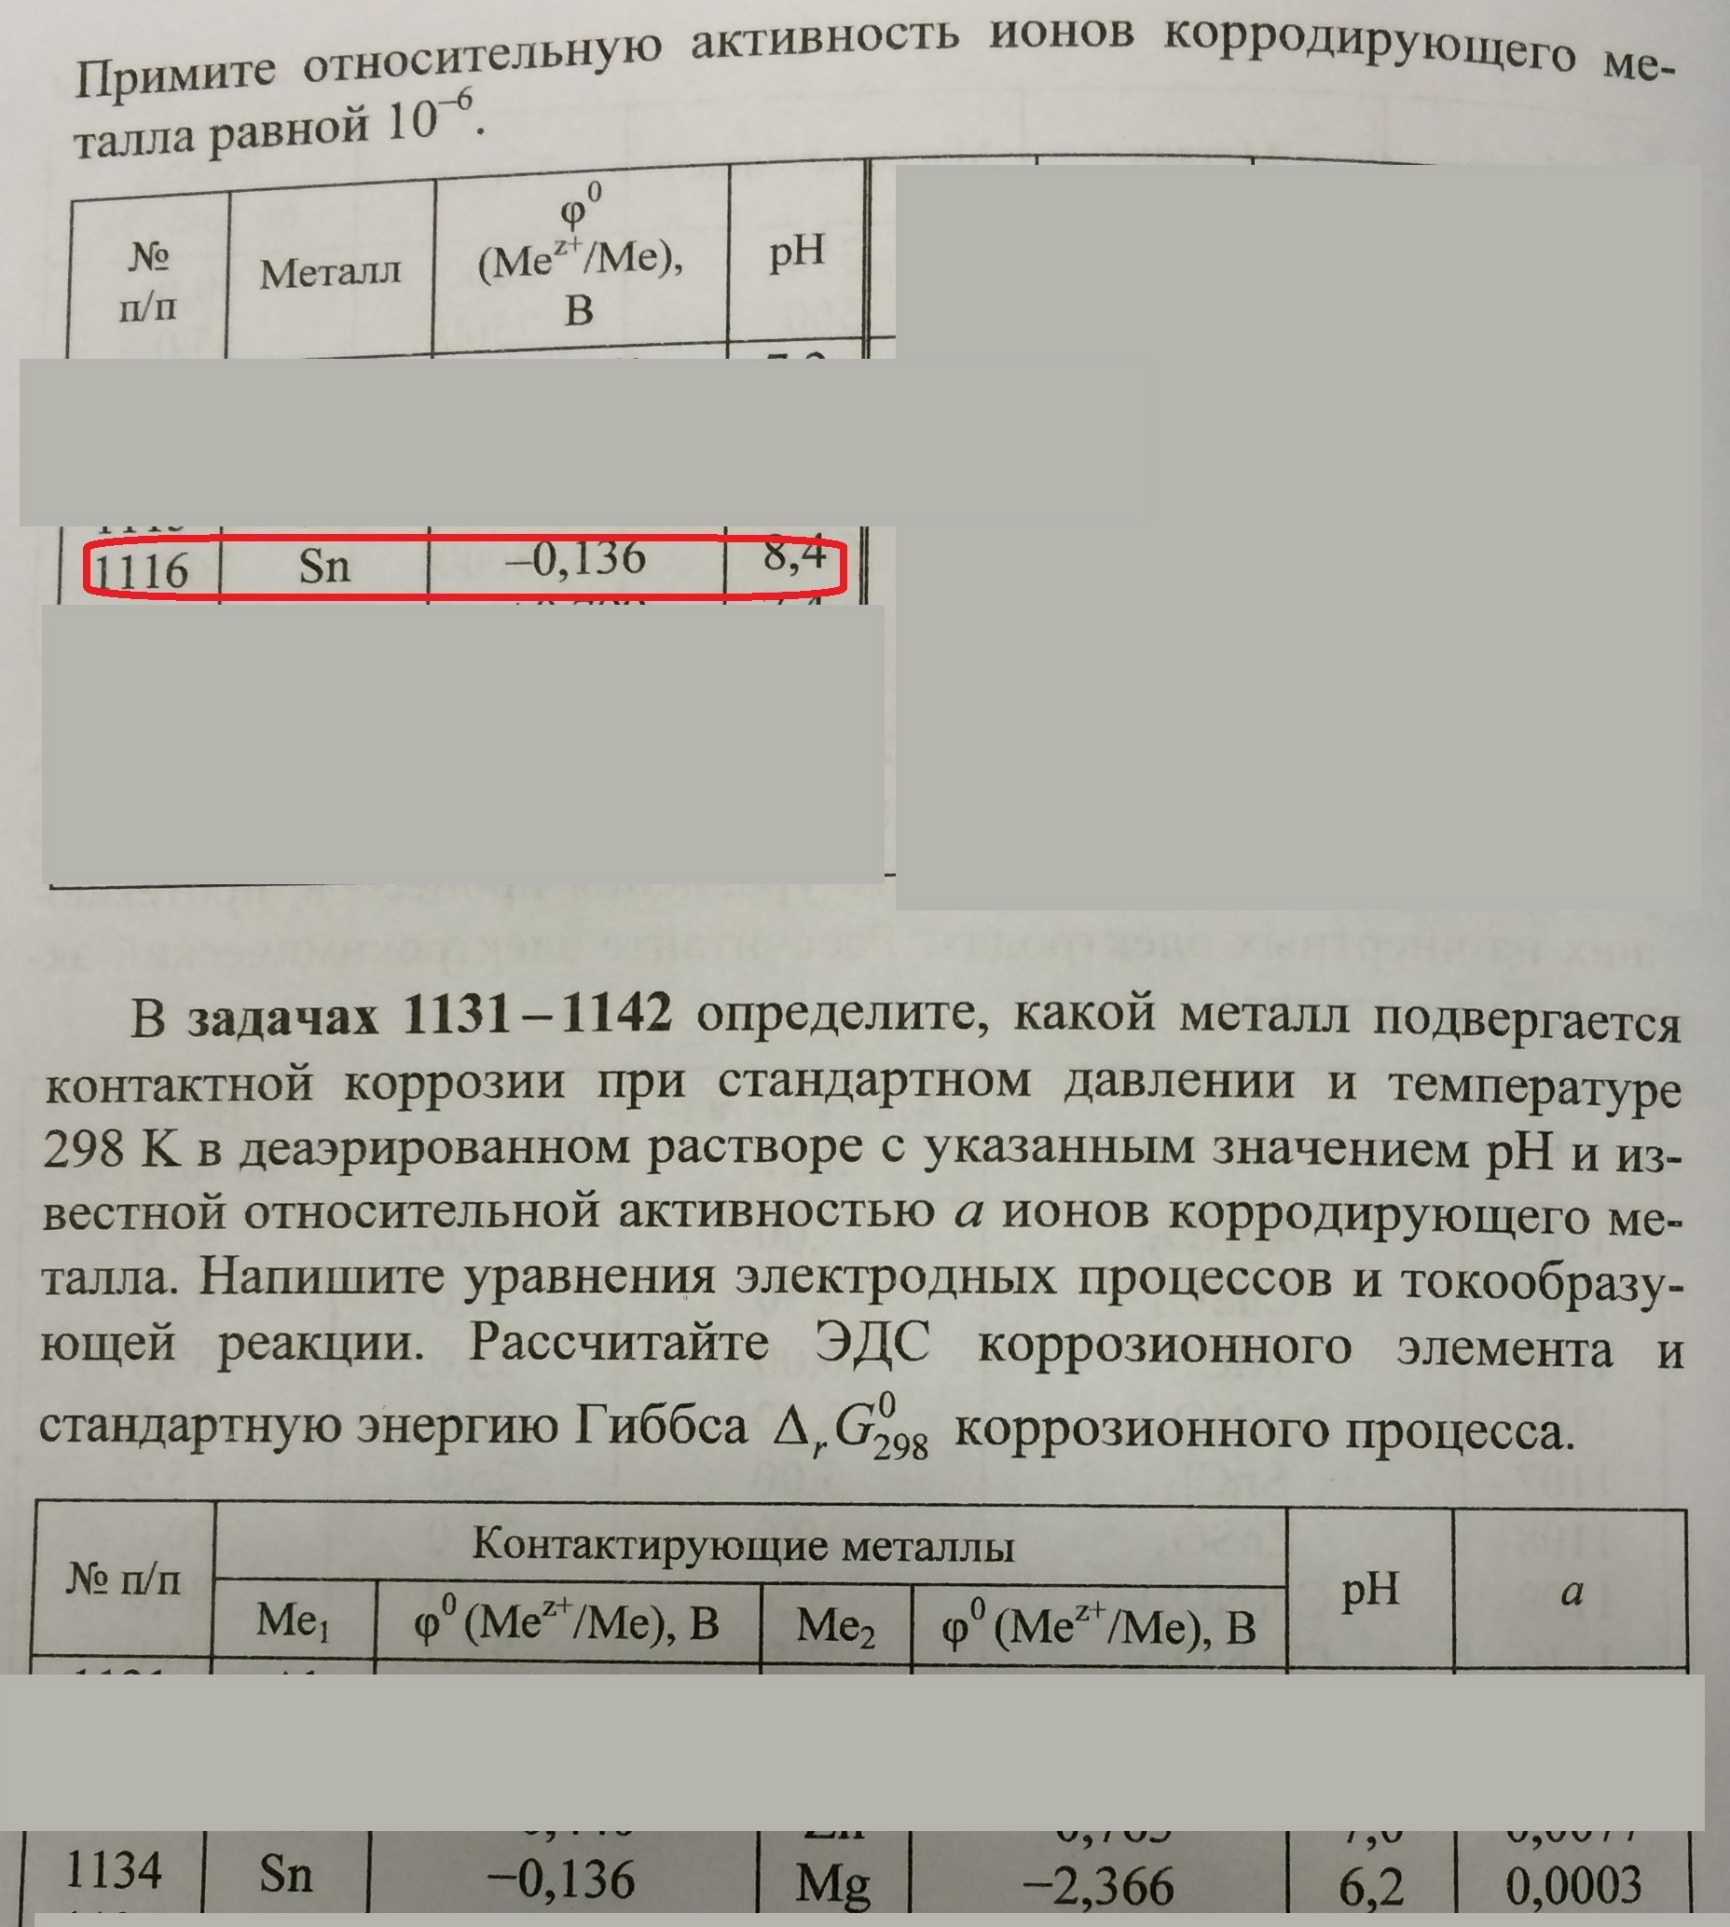 Примите относительную активность ионов корродирующего ме-
талла равной 10⁻⁶.
№ п/п | Металл | φ⁰ (Meᶻ⁺/Me), В | pH
1116 | Sn | –0,136 | 8,4
В задачах 1131–1142 определите, какой металл подвергается
контактной коррозии при стандартном давлении и температуре
298 К в деаэрированном растворе с указанным значением pH и из-
вестной относительной активностью a ионов корродирующего ме-
талла. Напишите уравнения электродных процессов и токообразу-
ющей реакции. Рассчитайте ЭДС коррозионного элемента и
стандартную энергию Гиббса ΔᵣG⁰₂₉₈ коррозионного процесса.
№ п/п | Контактирующие металлы | pH | a
Me₁ | φ⁰ (Meᶻ⁺/Me), В | Me₂ | φ⁰ (Meᶻ⁺/Me), В
1134 | Sn | –0,136 | Mg | –2,366 | 6,2 | 0,0003